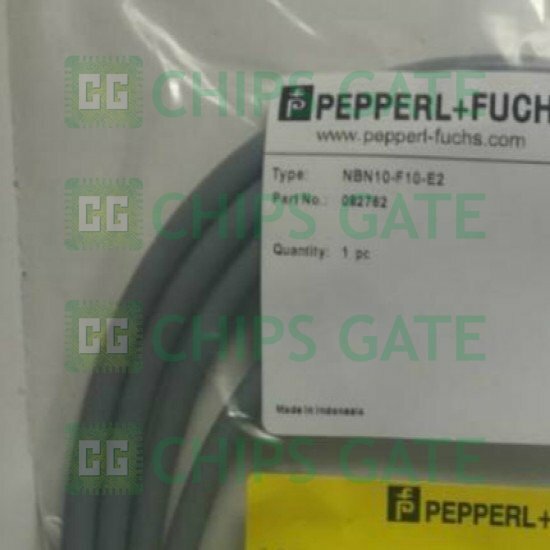 CG CHIPS GATE
PEPPERL+FUCH
www.pepperl-fuchs.com
Type: NBN10-F10-E2
Part No.: 082762
CG CHIPS GATE
Quantity: 1 pc
CG CHIPS GATE
Made in Indonesia
CG CHIPS GATE
PEPPERL+